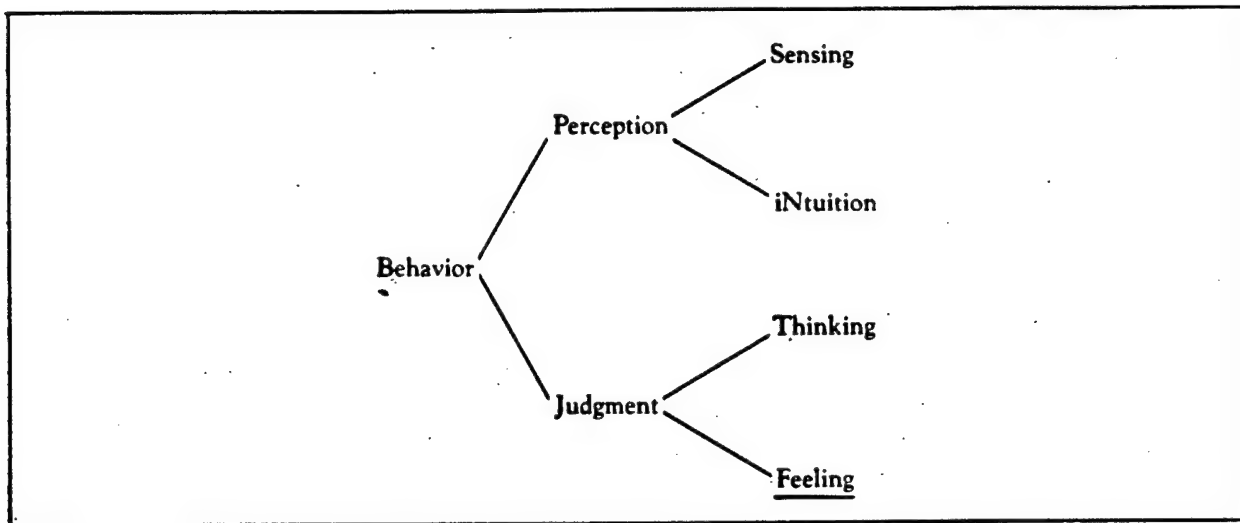 Sensing
Perception
iNtuition
Behavior
Thinking
Judgment
Feeling